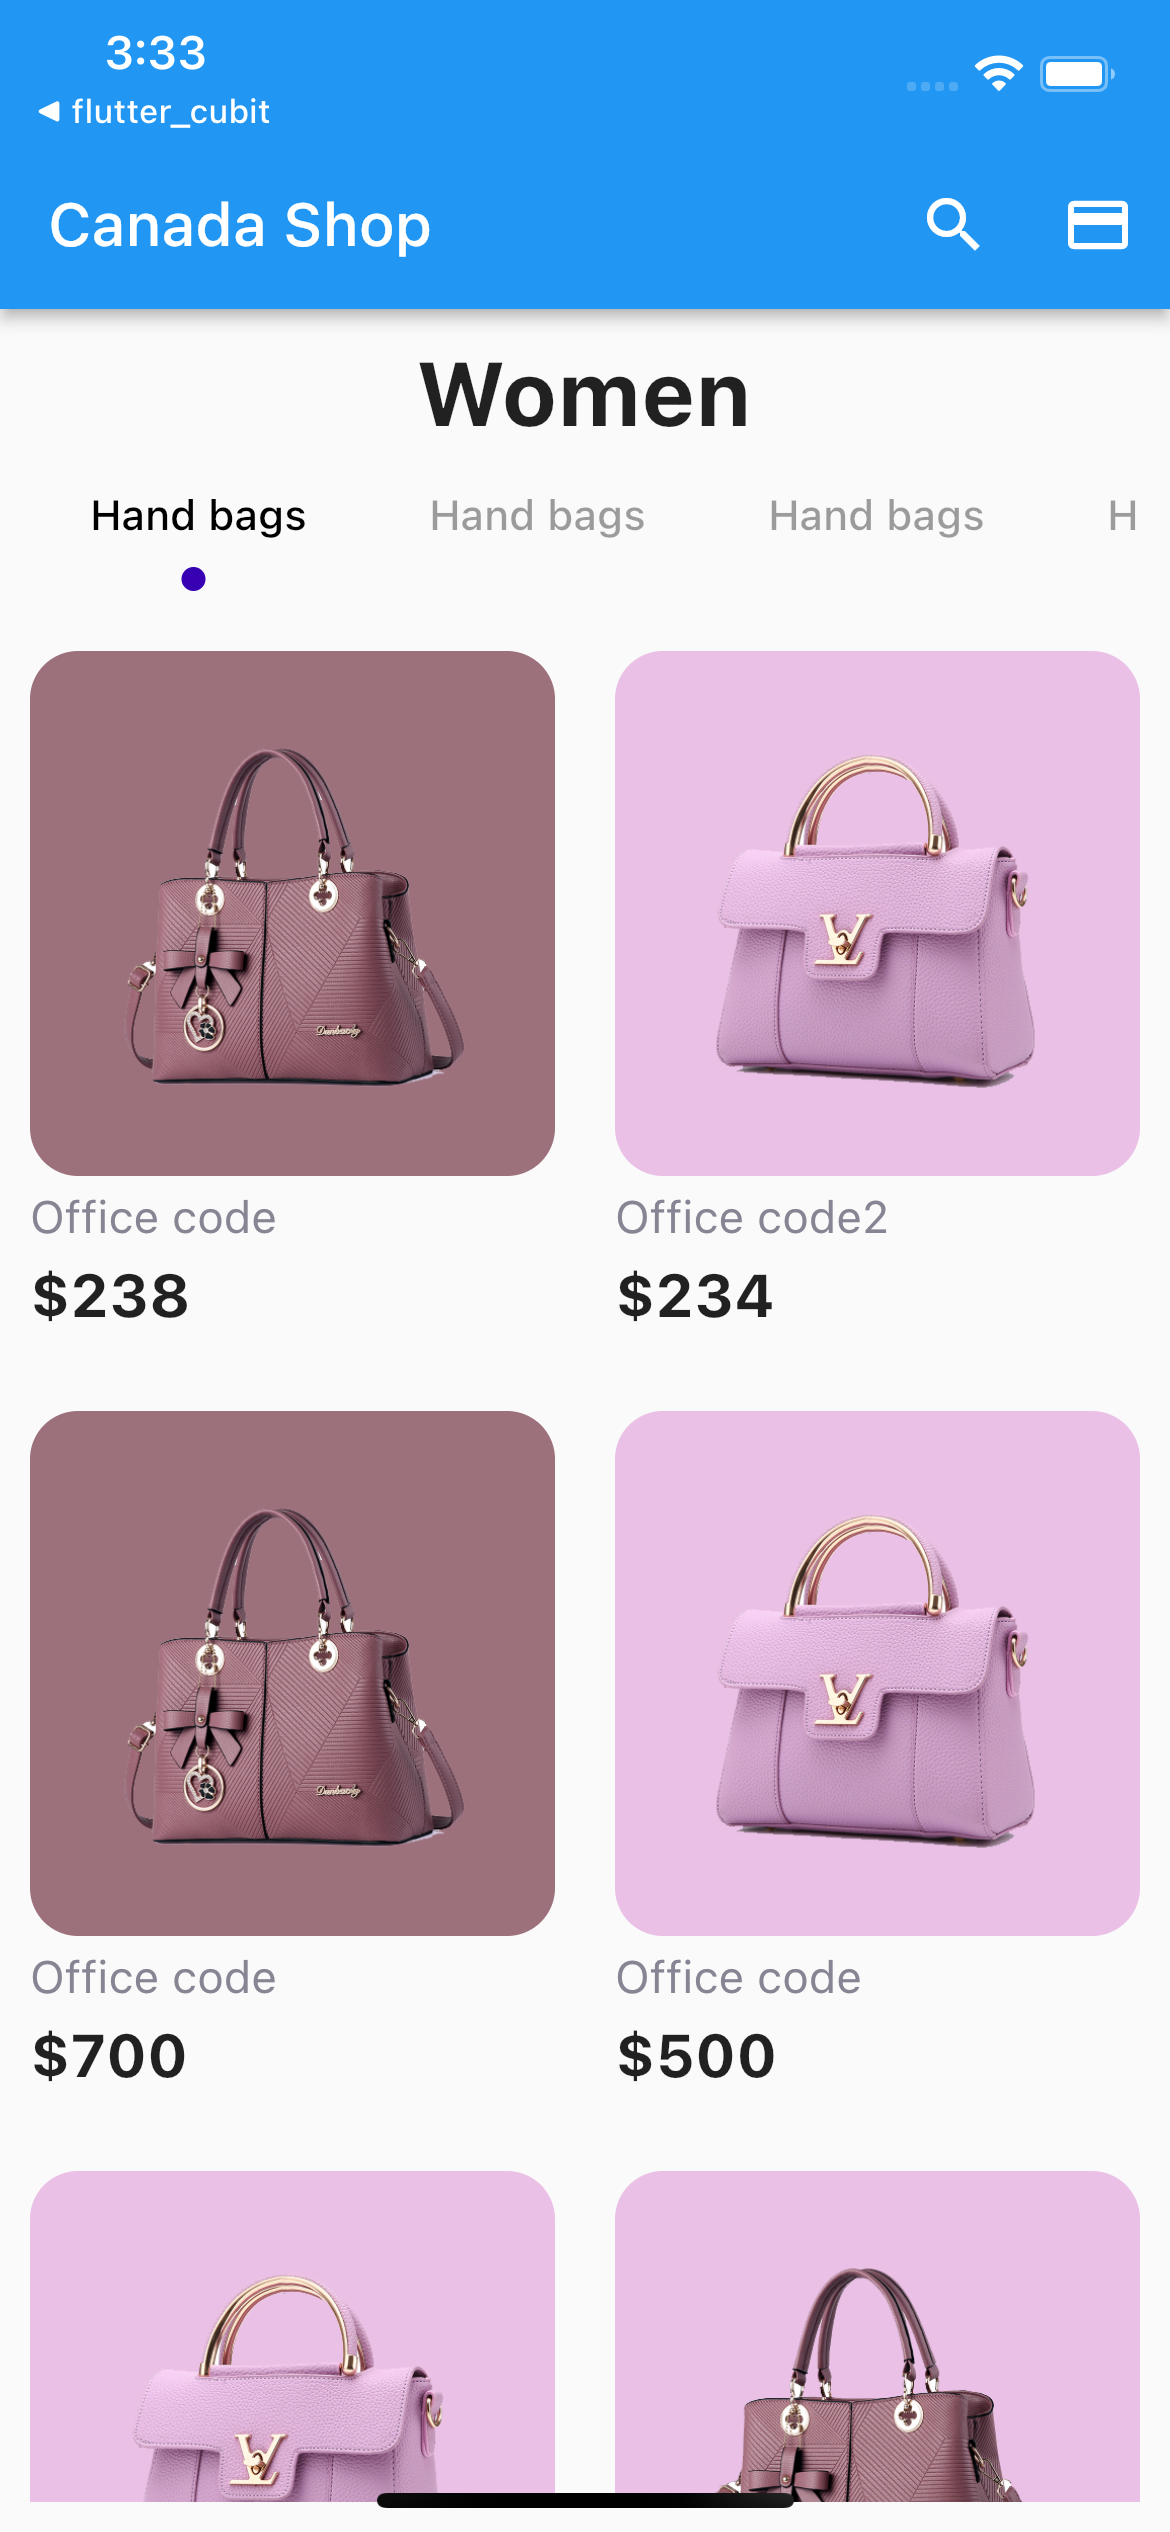 3:33
flutter_cubit
Canada Shop
Women
Hand bags Hand bags Hand bags H
Office code Office code2
$238 $234
Office code Office code
$700 $500